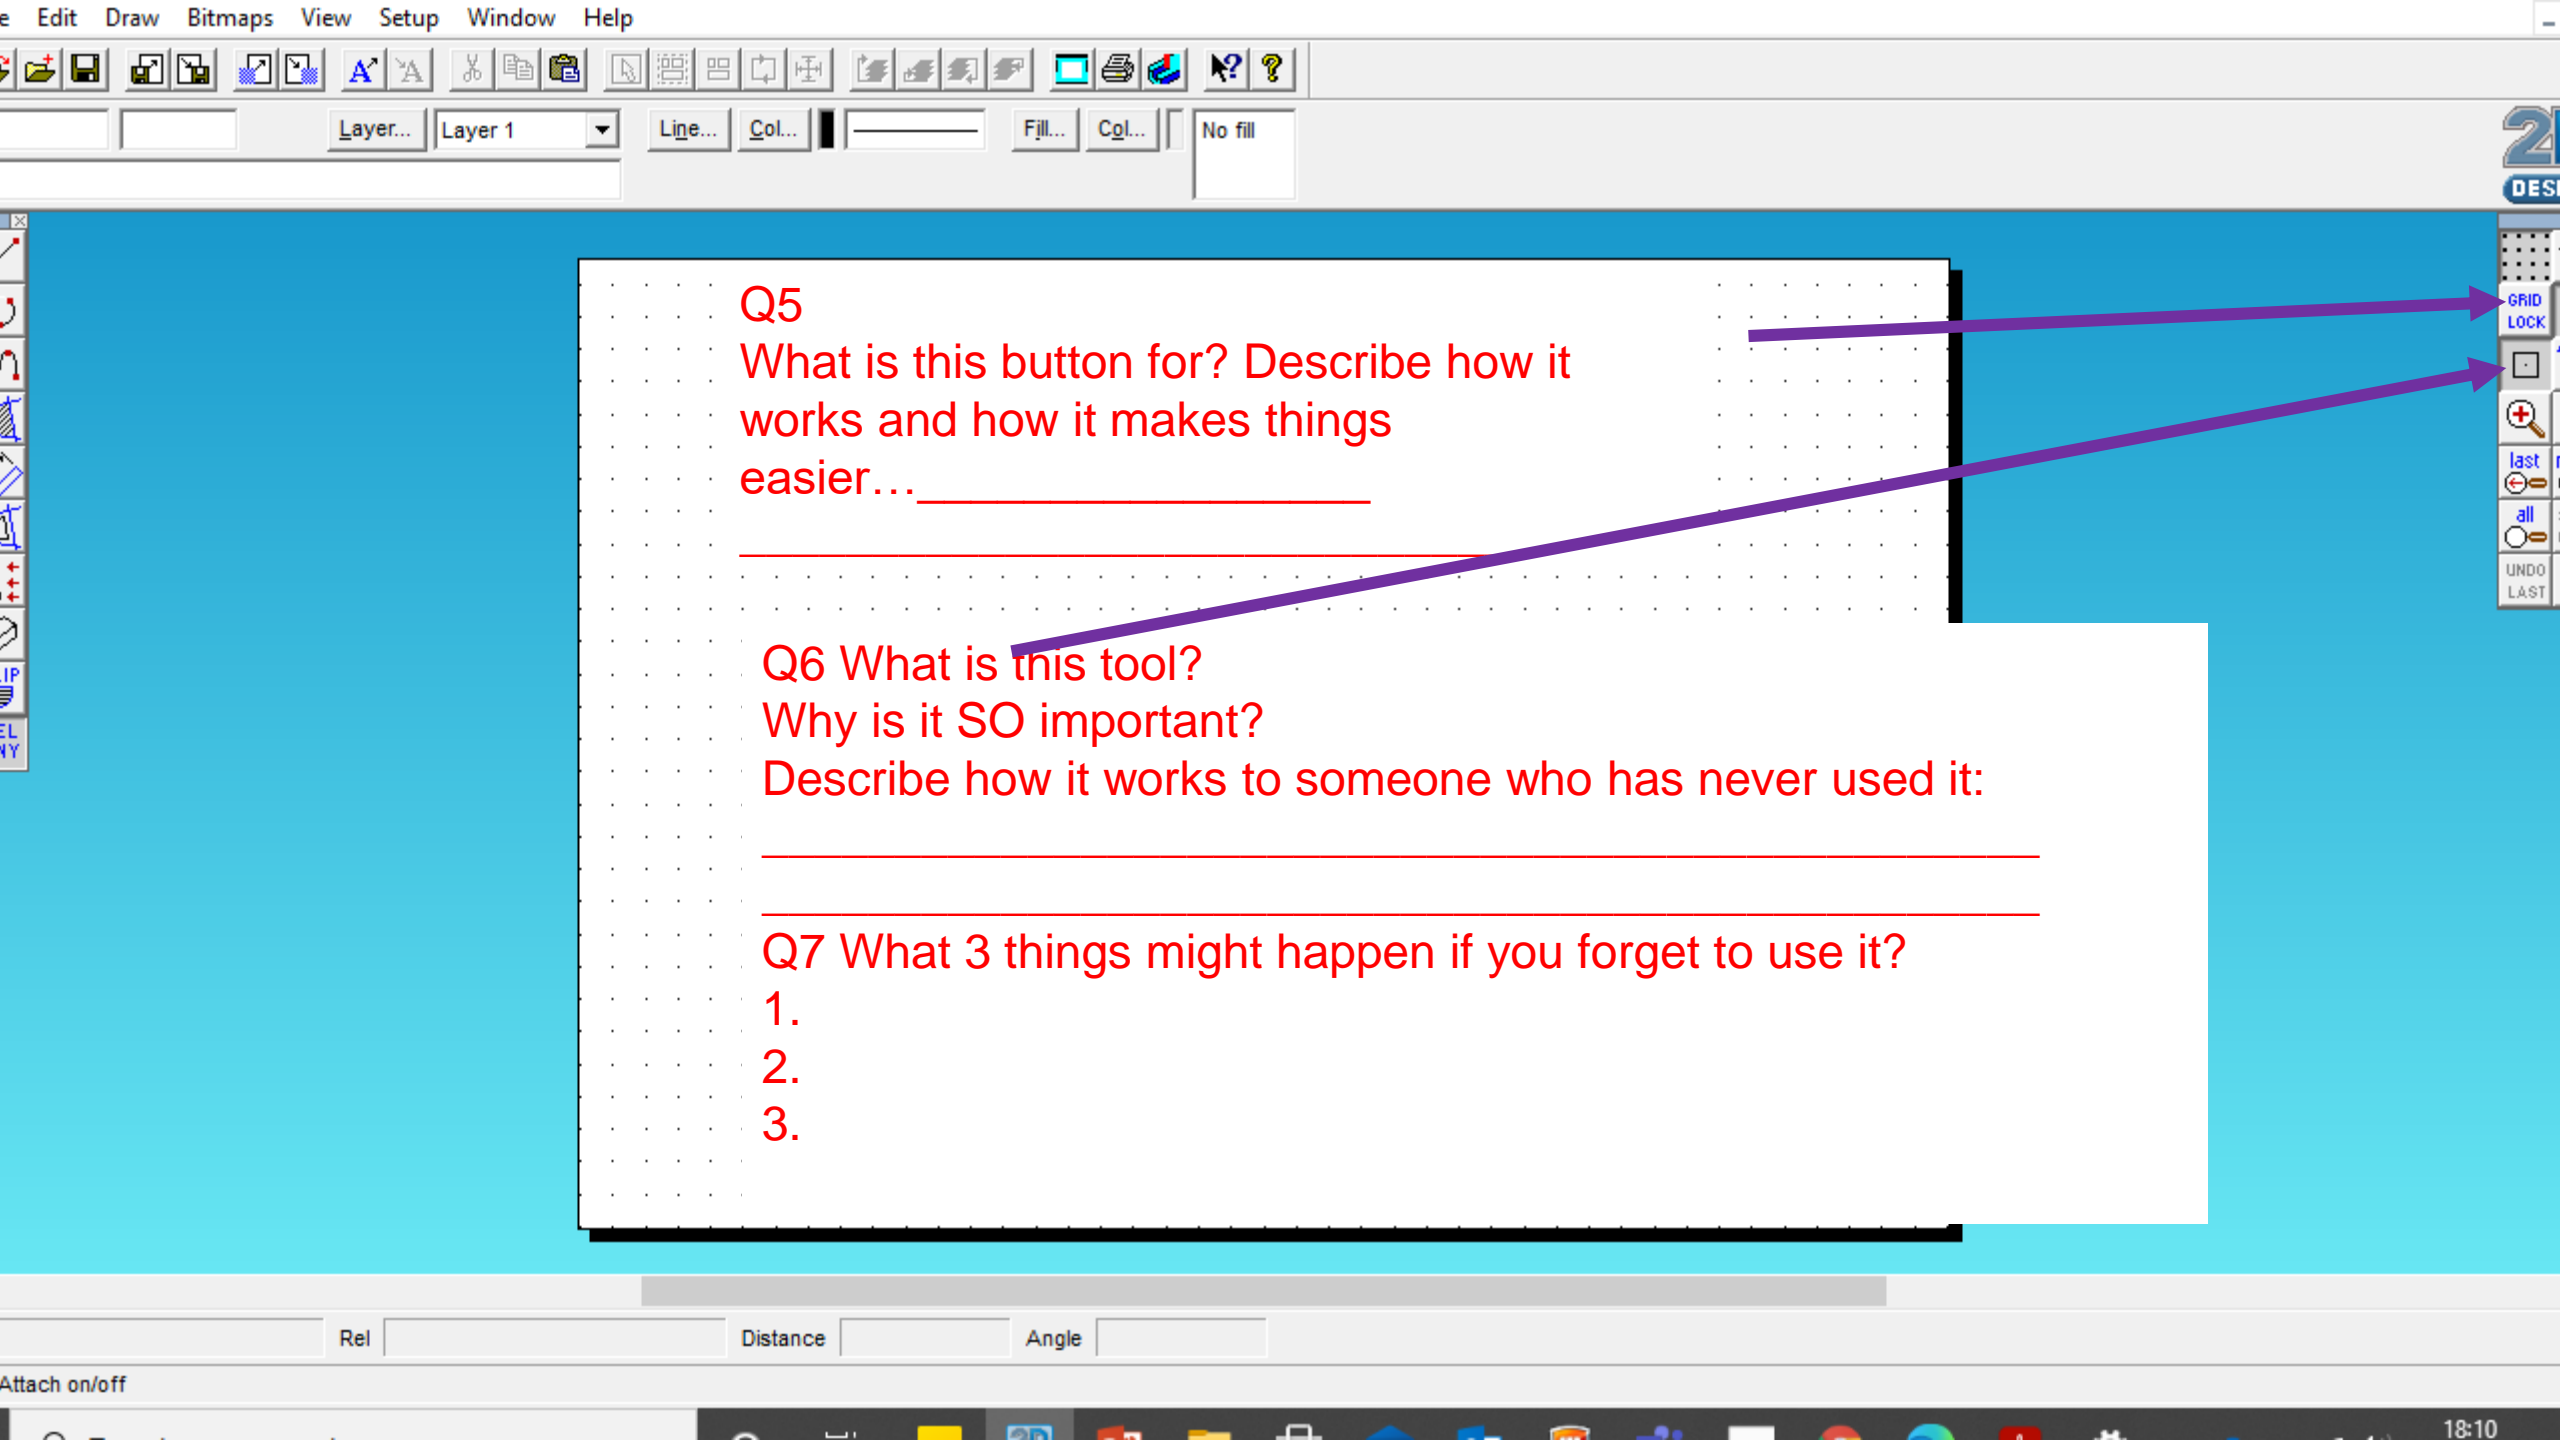 Edit Draw Bitmaps View Setup Window Help
Layer... Layer 1 Line... Col... Fill... Col... No fill
GRID
LOCK
last
all
UNDO
LAST
Q5
What is this button for? Describe how it
works and how it makes things
easier…_________________
____________________________
Q6 What is this tool?
Why is it SO important?
Describe how it works to someone who has never used it:
________________________________________________
________________________________________________
Q7 What 3 things might happen if you forget to use it?
1.
2.
3.
Rel Distance Angle
Attach on/off
18:10